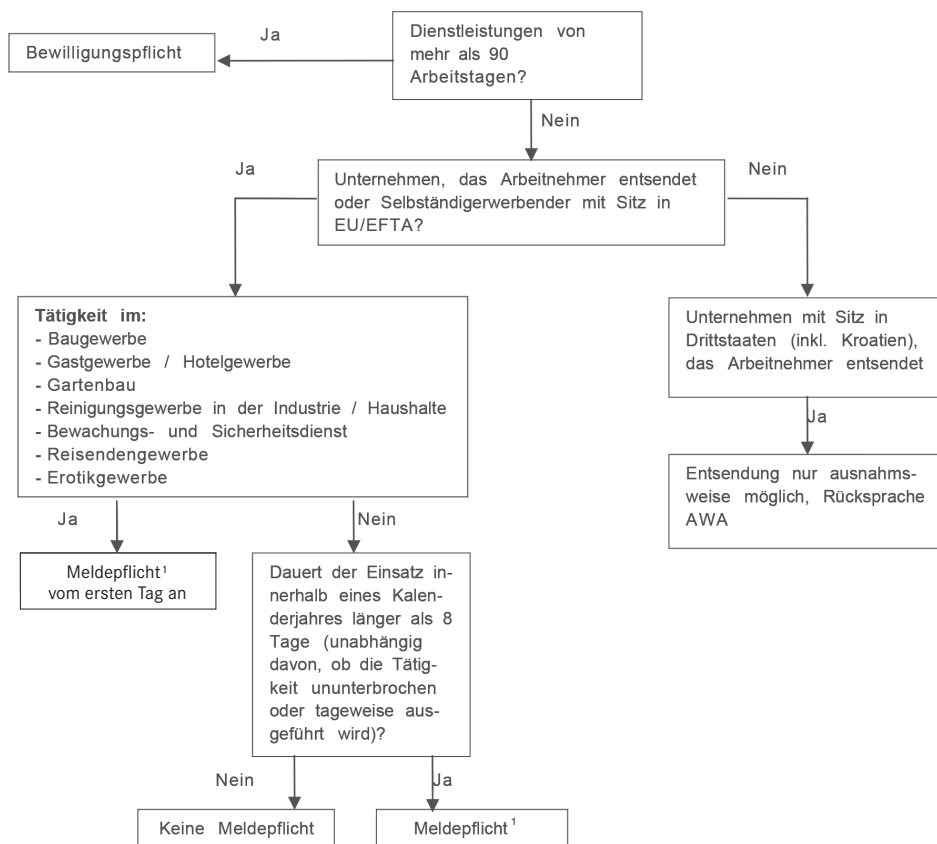 Ja
Dienstleistungen von
mehr als 90
Arbeitstagen?
Bewilligungspflicht
Nein
Ja
Unternehmen, das Arbeitnehmer entsendet
oder Selbständigerwerbender mit Sitz in
EU/EFTA?
Nein
Tätigkeit im:
- Baugewerbe
- Gastgewerbe / Hotelgewerbe
- Gartenbau
- Reinigungsgewerbe in der Industrie / Haushalte
- Bewachungs- und Sicherheitsdienst
- Reisendengewerbe
- Erotikgewerbe
Unternehmen mit Sitz in
Drittstaaten (inkl. Kroatien),
das Arbeitnehmer entsendet
Ja
Entsendung nur ausnahms-
weise möglich, Rücksprache
AWA
Ja
Nein
Meldepflicht¹
vom ersten Tag an
Dauert der Einsatz in-
nerhalb eines Kalen-
derjahres länger als 8
Tage (unabhängig
davon, ob die Tätig-
keit ununterbrochen
oder tageweise aus-
geführt wird)?
Nein
Ja
Keine Meldepflicht
Meldepflicht¹